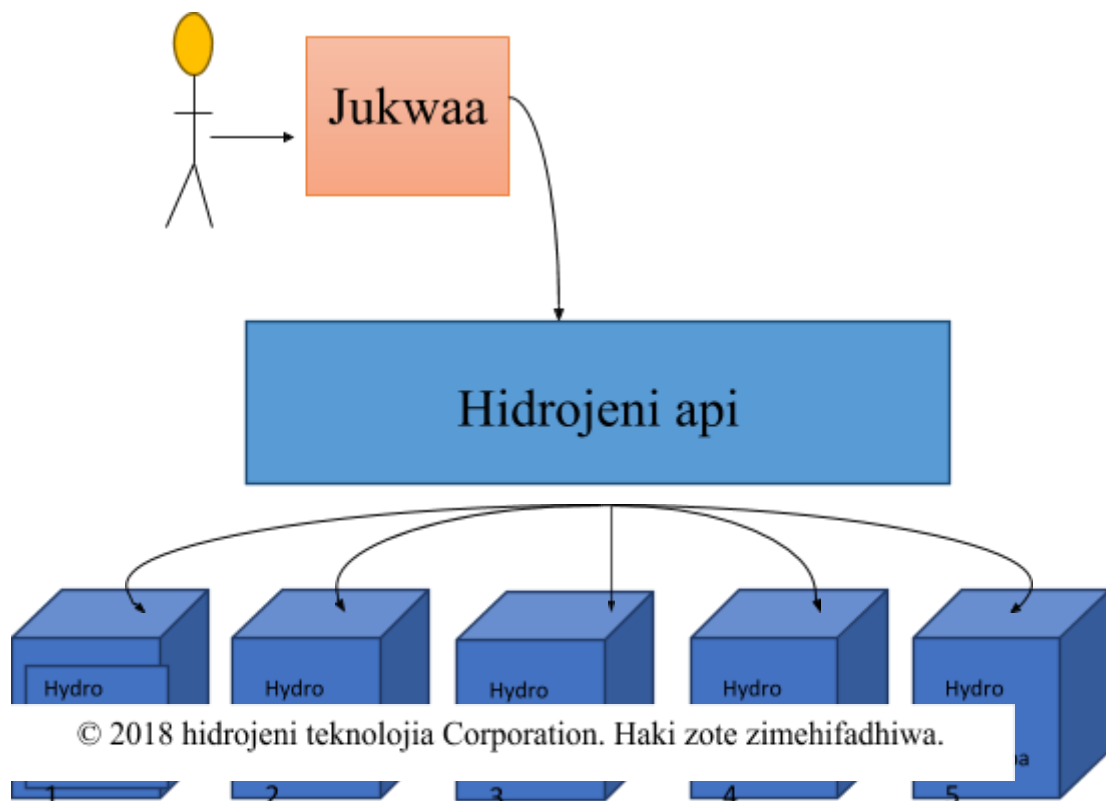 Jukwaa
Hidrojeni api
Hydro
Hydro
Hydro
Hydro
Hydro
© 2018 hidrojeni teknolojia Corporation. Haki zote zimehifadhiwa.
1
2
3
4
5